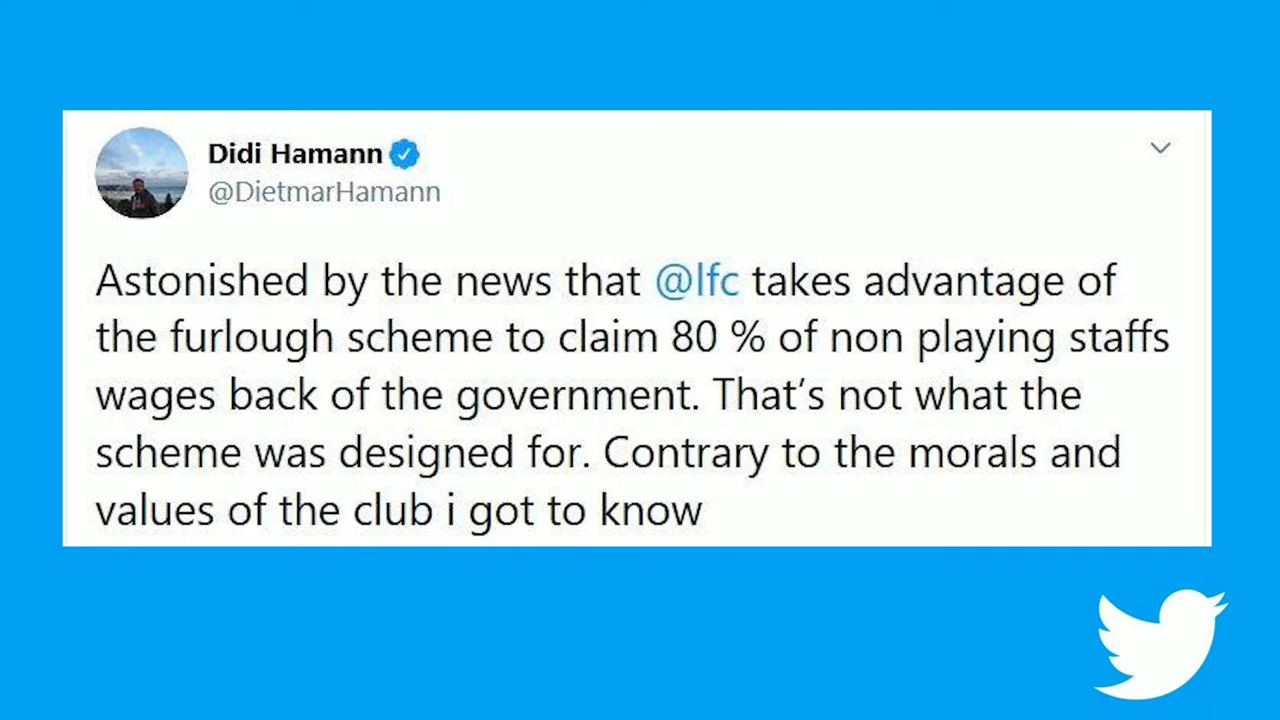 Didi Hamann
@DietmarHamann
Astonished by the news that @lfc takes advantage of
the furlough scheme to claim 80 % of non playing staffs
wages back of the government. That's not what the
scheme was designed for. Contrary to the morals and
values of the club i got to know